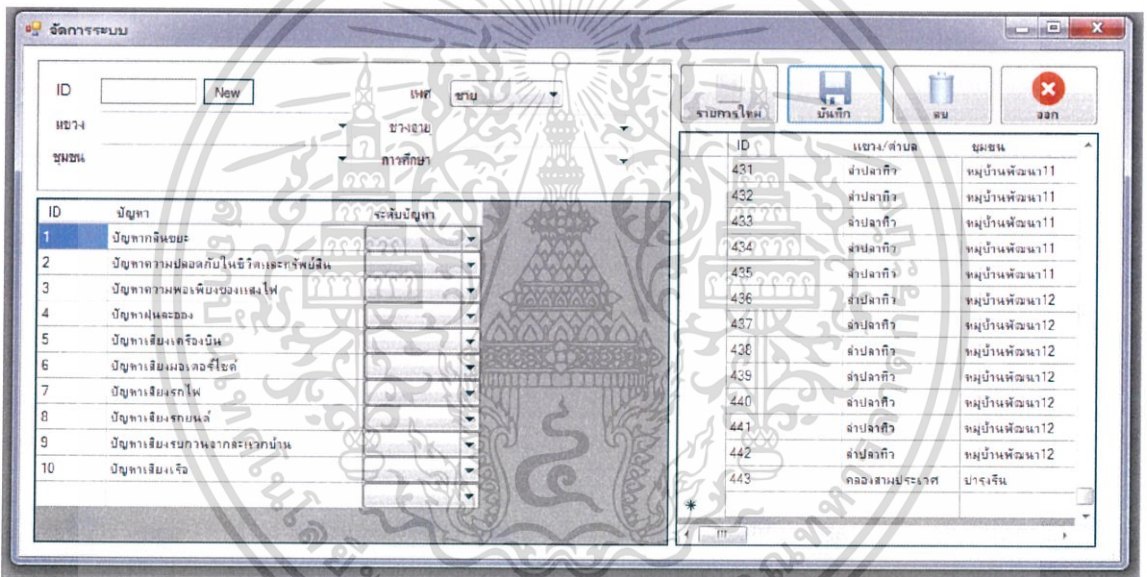 จัดการระบบ
ID New เพศ ชาย
แขวง ช่วงอายุ
ชุมชน การศึกษา
รายการใหม่ บันทึก ลบ ออก
ID ปัญหา ระดับปัญหา
1 ปัญหากลิ่นขยะ
2 ปัญหาความปลอดภัยในชีวิตและทรัพย์สิน
3 ปัญหาความพอเพียงของแสงไฟ
4 ปัญหาฝุ่นละออง
5 ปัญหาเสียงเครื่องบิน
6 ปัญหาเสียงมอเตอร์ไซค์
7 ปัญหาเสียงรถไฟ
8 ปัญหาเสียงรถยนต์
9 ปัญหาเสียงรบกวนจากละแวกบ้าน
10 ปัญหาเสียงเรือ
ID แขวง/ตำบล ชุมชน
431 ลำปลาทิว หมู่บ้านพัฒนา11
432 ลำปลาทิว หมู่บ้านพัฒนา11
433 ลำปลาทิว หมู่บ้านพัฒนา11
434 ลำปลาทิว หมู่บ้านพัฒนา11
435 ลำปลาทิว หมู่บ้านพัฒนา11
436 ลำปลาทิว หมู่บ้านพัฒนา12
437 ลำปลาทิว หมู่บ้านพัฒนา12
438 ลำปลาทิว หมู่บ้านพัฒนา12
439 ลำปลาทิว หมู่บ้านพัฒนา12
440 ลำปลาทิว หมู่บ้านพัฒนา12
441 ลำปลาทิว หมู่บ้านพัฒนา12
442 ลำปลาทิว หมู่บ้านพัฒนา12
443 คลองสามประเวศ บำรุงรื่น